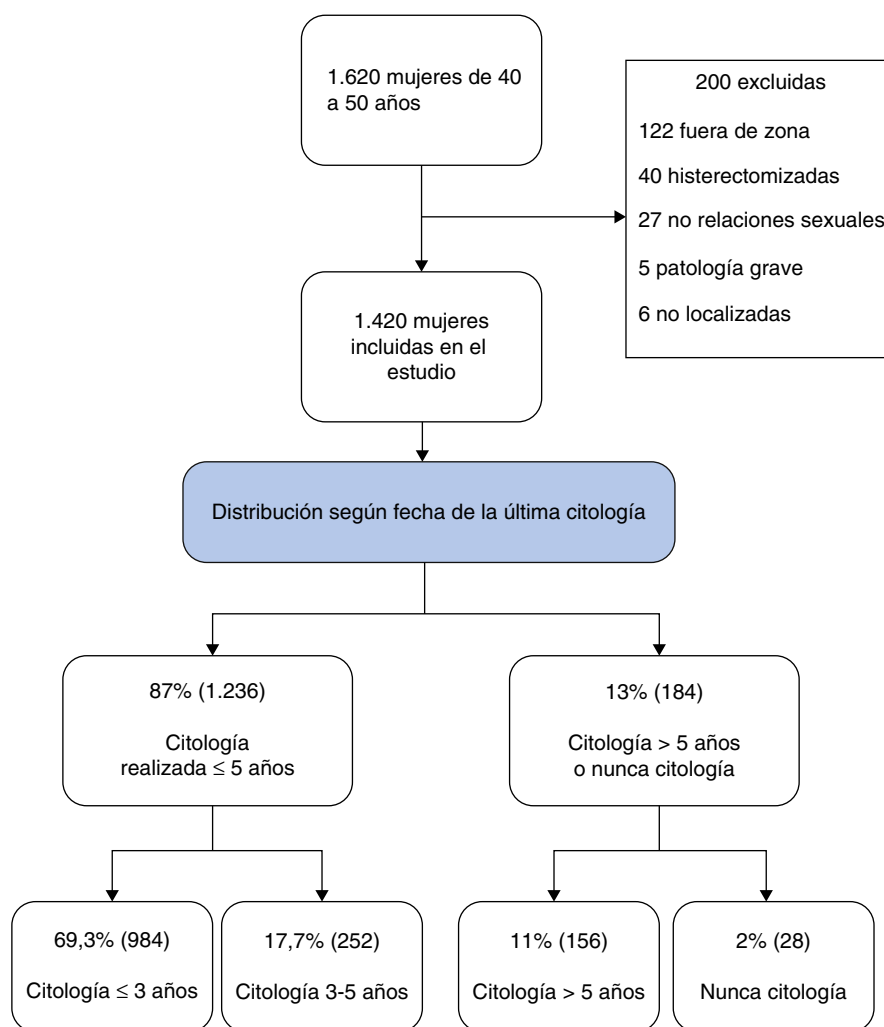 1.620 mujeres de 40
a 50 años
200 excluidas
122 fuera de zona
40 histerectomizadas
27 no relaciones sexuales
5 patología grave
6 no localizadas
1.420 mujeres
incluidas en el
estudio
Distribución según fecha de la última citología
87% (1.236)
Citología
realizada ≤ 5 años
13% (184)
Citología > 5 años
o nunca citología
69,3% (984)
Citología ≤ 3 años
17,7% (252)
Citología 3-5 años
11% (156)
Citología > 5 años
2% (28)
Nunca citología